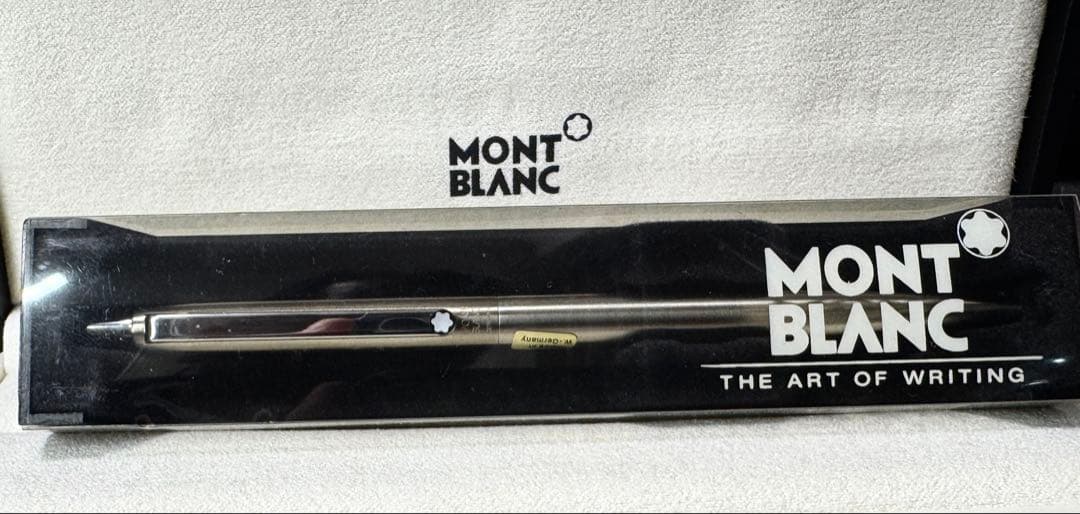 MONT
BLANC
MONT
BLANC
THE ART OF WRITING
W.-Germany